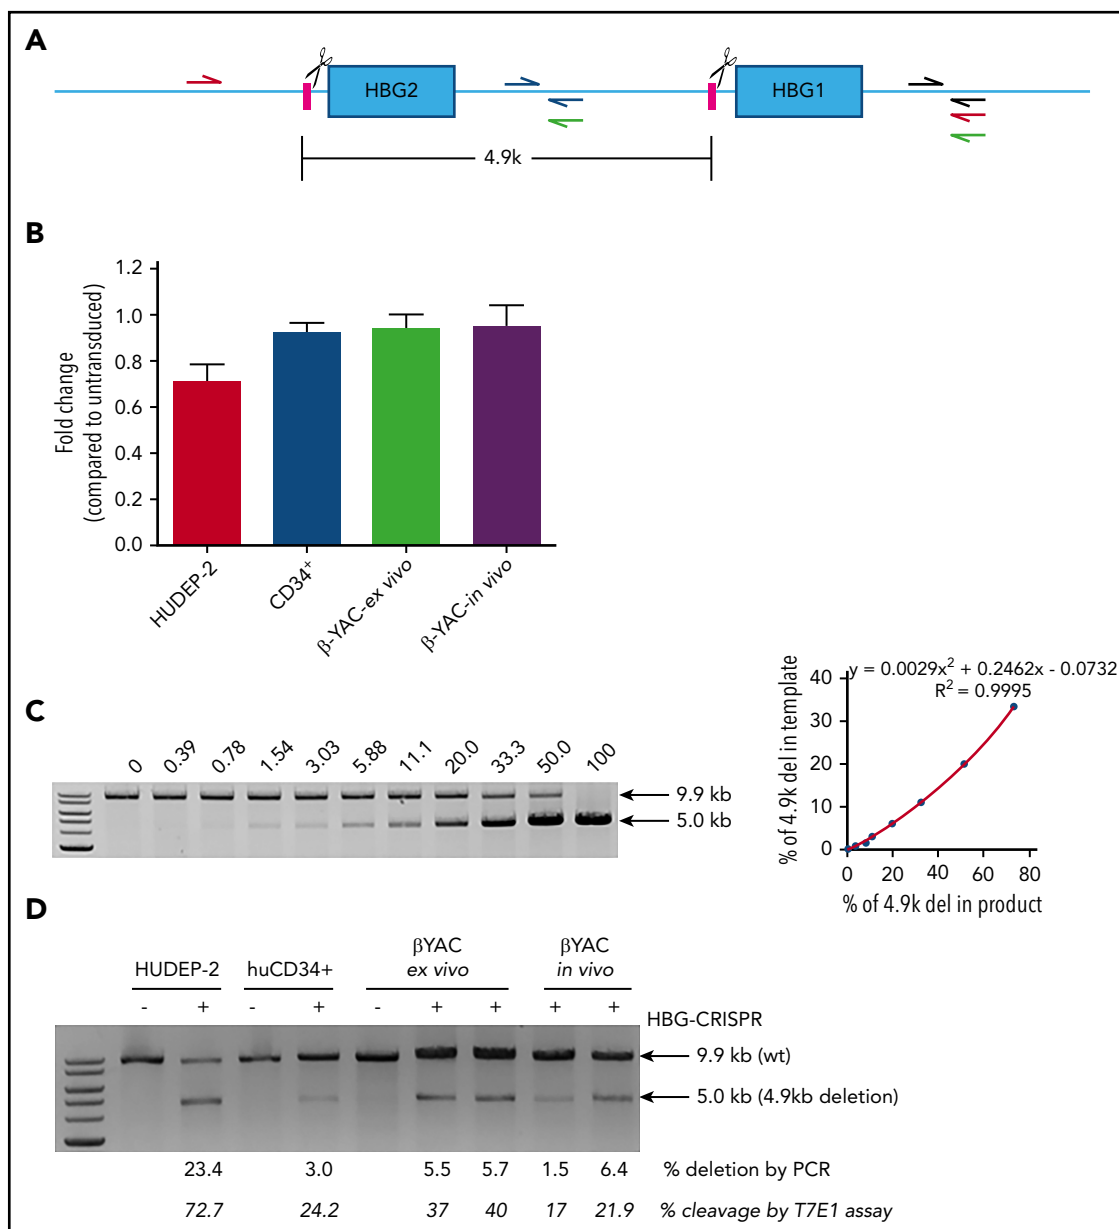 A
HBG2
HBG1
4.9k
B
Fold change
(compared to untransduced)
1.2
1.0
0.8
0.6
0.4
0.2
0.0
HUDEP-2
CD34+
β-YAC-ex vivo
β-YAC-in vivo
C
0 0.39 0.78 1.54 3.03 5.88 11.1 20.0 33.3 50.0 100
9.9 kb
5.0 kb
y = 0.0029x² + 0.2462x - 0.0732
R² = 0.9995
% of 4.9k del in template
40
30
20
10
0
0 20 40 60 80
% of 4.9k del in product
D
HUDEP-2 huCD34+ βYAC ex vivo βYAC in vivo
- + - + - + + + +
HBG-CRISPR
9.9 kb (wt)
5.0 kb (4.9kb deletion)
23.4 3.0 5.5 5.7 1.5 6.4 % deletion by PCR
72.7 24.2 37 40 17 21.9 % cleavage by T7E1 assay